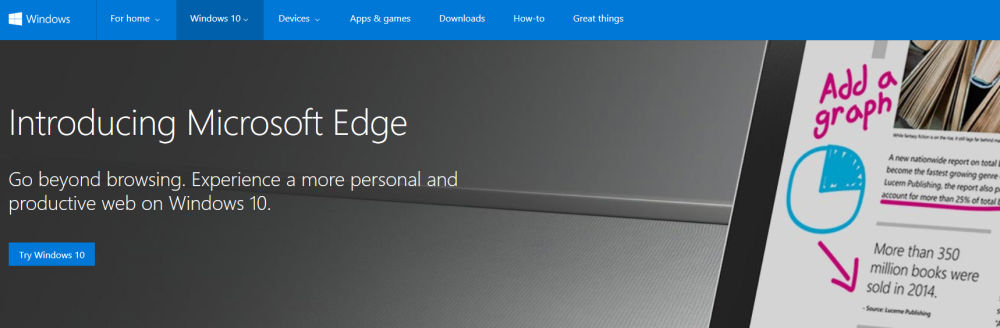 Windows
For home
Windows 10
Devices
Apps & games
Downloads
How-to
Great things
Introducing Microsoft Edge
Go beyond browsing. Experience a more personal and
productive web on Windows 10.
Try Windows 10
Add a
graph
While fantasy fiction is on the rise, it still lags far behind
A new nationwide report on total
become the fastest growing genre
Lucern Publishing, the report also
account for more than 25% of total
More than 350
million books were
sold in 2014.
- Source: Lucerne Publishing